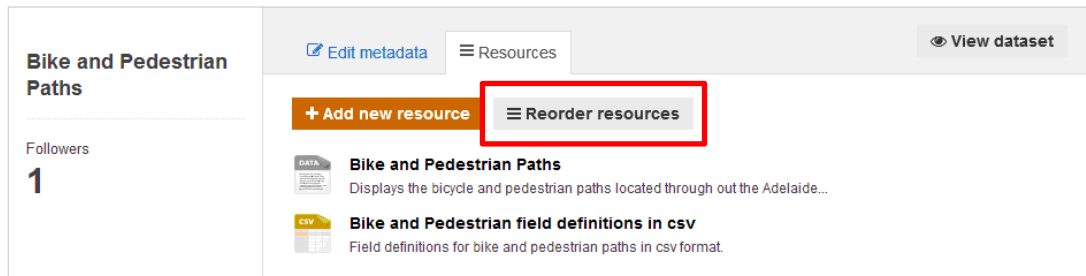 Bike and Pedestrian
Paths
Followers
1
Edit metadata
Resources
View dataset
+ Add new resource
Reorder resources
DATA
Bike and Pedestrian Paths
Displays the bicycle and pedestrian paths located through out the Adelaide...
CSV
Bike and Pedestrian field definitions in csv
Field definitions for bike and pedestrian paths in csv format.